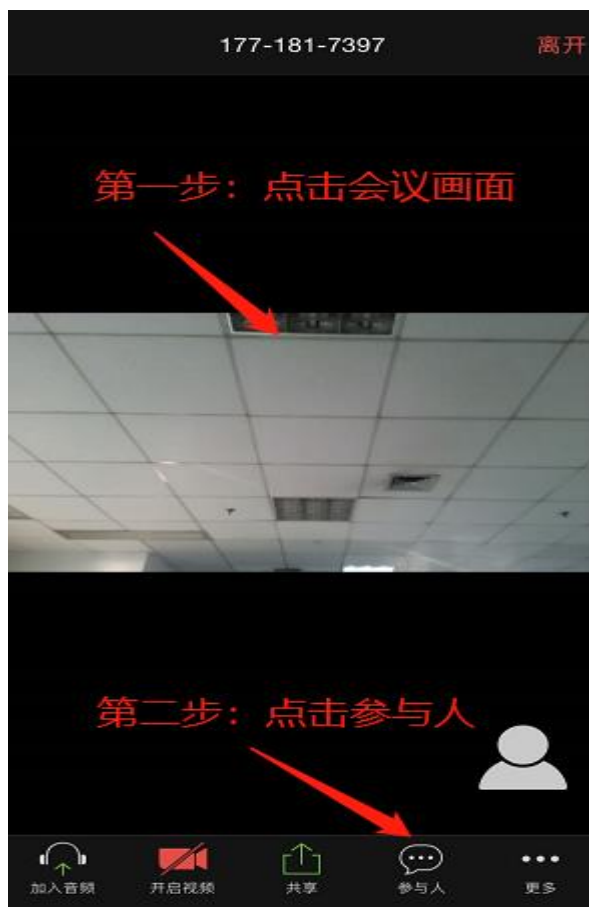 177-181-7397 离开
第一步：点击会议画面
第二步：点击参与人
加入音频 开启视频 共享 参与人 更多